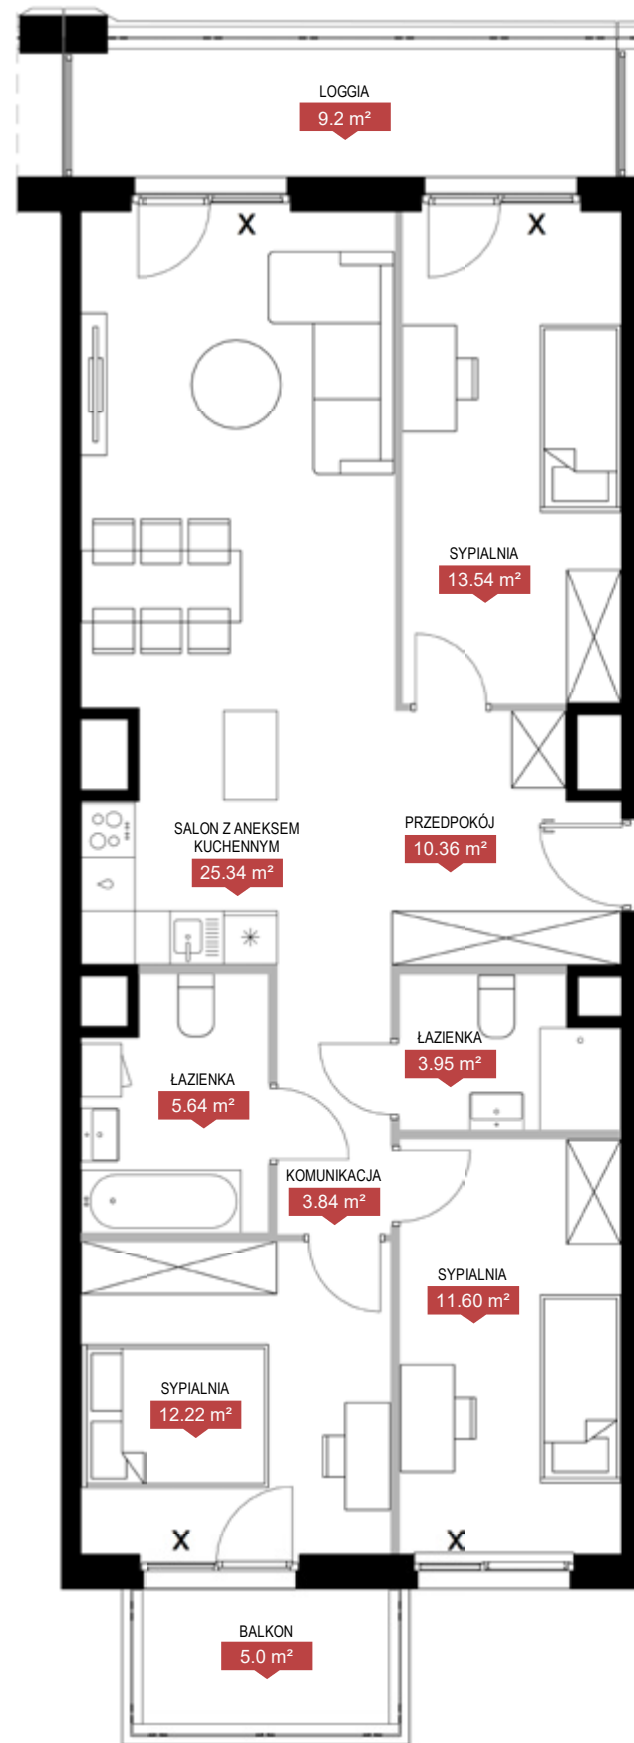 LOGGIA
9.2 m²
X
X
SYPIALNIA
13.54 m²
SALON Z ANEKSEM
KUCHENNYM
25.34 m²
PRZEDPOKÓJ
10.36 m²
ŁAZIENKA
3.95 m²
ŁAZIENKA
5.64 m²
KOMUNIKACJA
3.84 m²
SYPIALNIA
11.60 m²
SYPIALNIA
12.22 m²
X
X
BALKON
5.0 m²